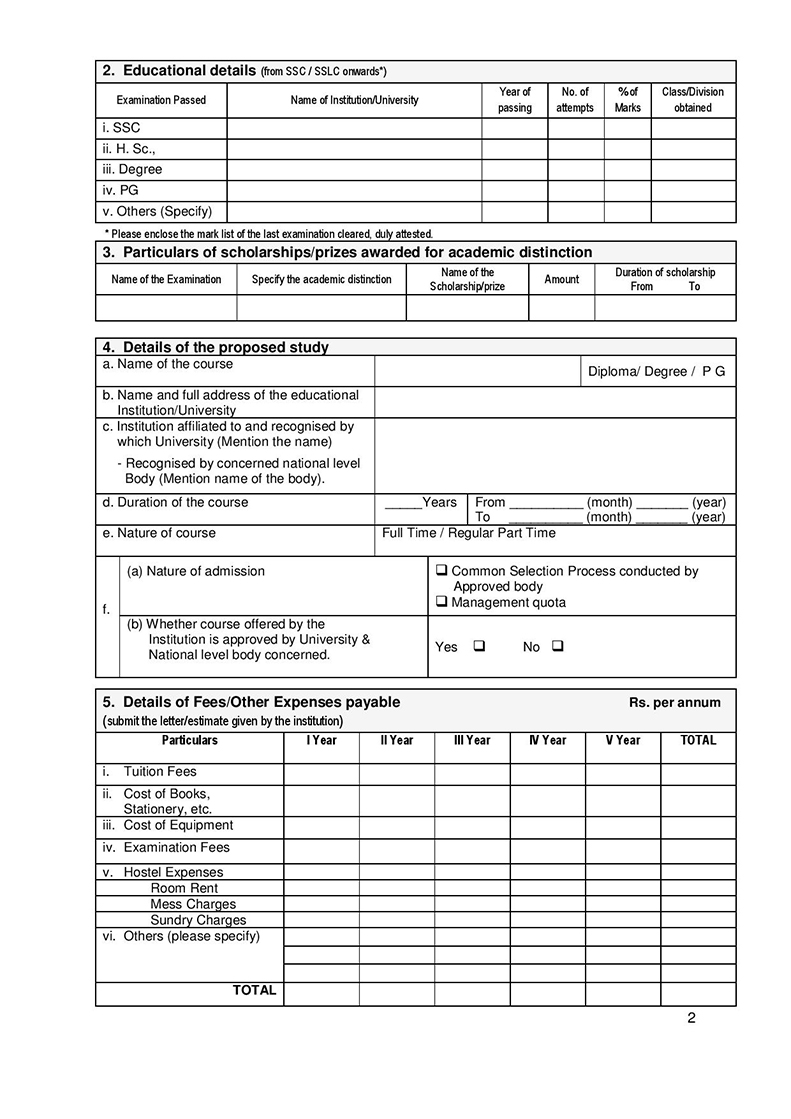 2. Educational details (from SSC / SSLC onwards*)
Examination Passed Name of Institution/University Year of passing No. of attempts % of Marks Class/Division obtained
i. SSC
ii. H. Sc.,
iii. Degree
iv. PG
v. Others (Specify)
* Please enclose the mark list of the last examination cleared, duly attested.
3. Particulars of scholarships/prizes awarded for academic distinction
Name of the Examination Specify the academic distinction Name of the Scholarship/prize Amount Duration of scholarship From To
4. Details of the proposed study
a. Name of the course
Diploma/ Degree / P G
b. Name and full address of the educational
Institution/University
c. Institution affiliated to and recognised by
which University (Mention the name)
- Recognised by concerned national level
Body (Mention name of the body).
d. Duration of the course _____Years From __________ (month) _______ (year)
To __________ (month) _______ (year)
e. Nature of course Full Time / Regular Part Time
f.
(a) Nature of admission
❑ Common Selection Process conducted by
Approved body
❑ Management quota
(b) Whether course offered by the
Institution is approved by University &
National level body concerned.
Yes ❑ No ❑
5. Details of Fees/Other Expenses payable Rs. per annum
(submit the letter/estimate given by the institution)
Particulars I Year II Year III Year IV Year V Year TOTAL
i. Tuition Fees
ii. Cost of Books,
Stationery, etc.
iii. Cost of Equipment
iv. Examination Fees
v. Hostel Expenses
Room Rent
Mess Charges
Sundry Charges
vi. Others (please specify)
TOTAL
2